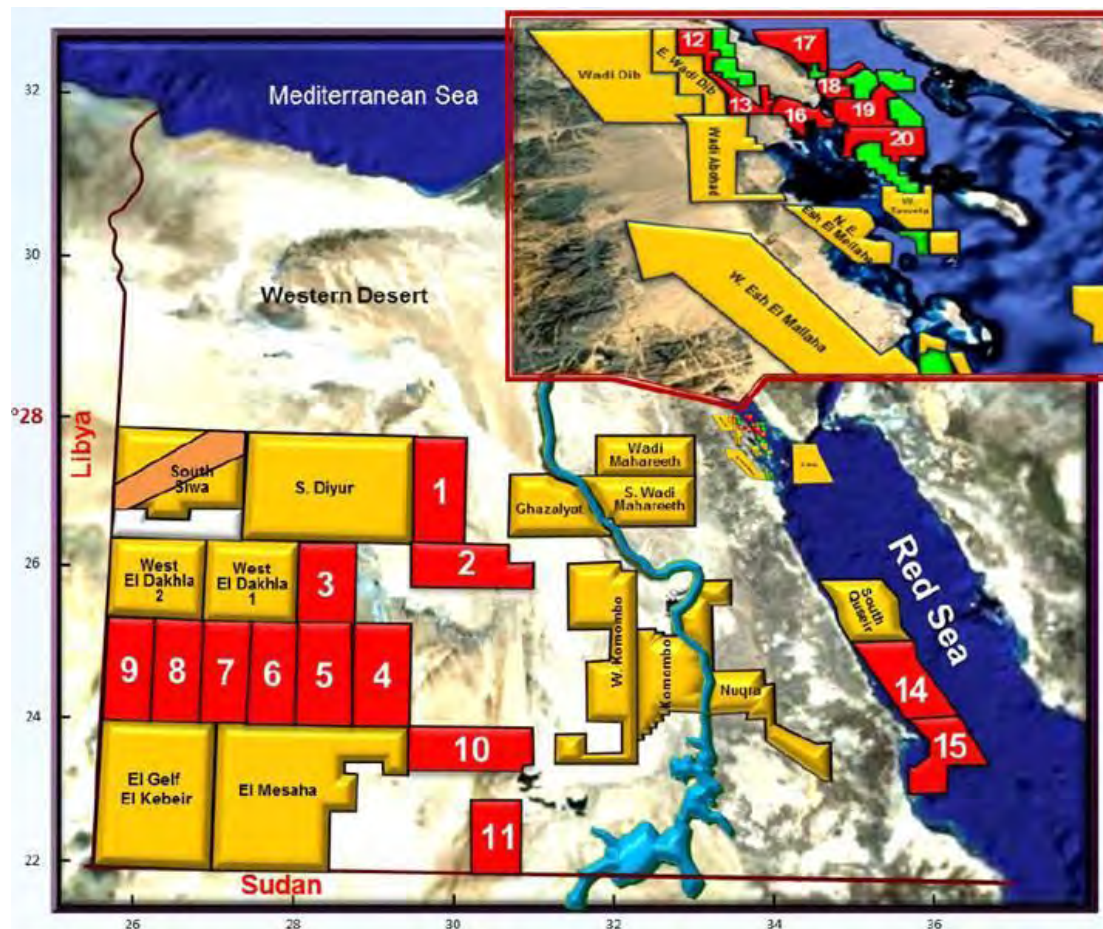 Mediterranean Sea
Western Desert
32
30
°28
26
24
22
Libya
Sudan
Red Sea
12
17
Wadi Dib
E. Wadi Dib
13
16
18
19
20
Wadi Abohad
N. E.
Esh El Mellaha
W. Esh El Mallaha
South
Siwa
S. Diyur
1
Wadi
Mahareeth
Ghazalyat
S. Wadi
Mahareeth
2
West
El Dakhla
2
West
El Dakhla
1
3
9
8
7
6
5
4
W. Komombo
Komombo
Nuqra
South
Quseir
14
15
10
El Gelf
El Kebeir
El Mesaha
11
26
28
30
32
34
36